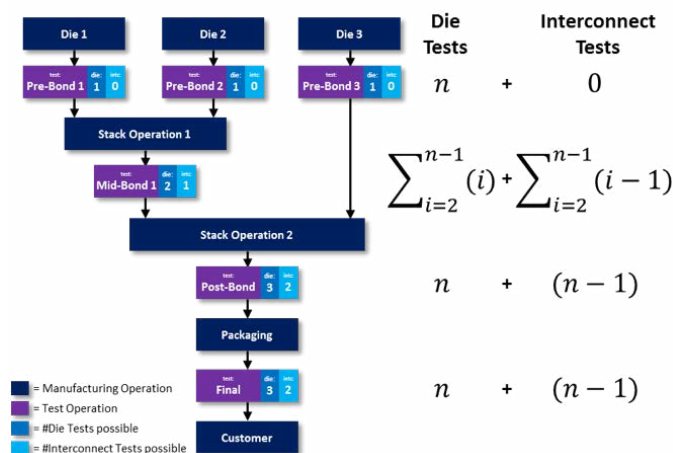 Die 1
Die 2
Die 3
Die Tests
Interconnect Tests
test: Pre-Bond 1 die: 1 intc: 0
test: Pre-Bond 2 die: 1 intc: 0
test: Pre-Bond 3 die: 1 intc: 0
n + 0
Stack Operation 1
test: Mid-Bond 1 die: 2 intc: 1
∑_{i=2}^{n−1} (i) + ∑_{i=2}^{n−1} (i − 1)
Stack Operation 2
test: Post-Bond die: 3 intc: 2
n + (n − 1)
Packaging
test: Final die: 3 intc: 2
n + (n − 1)
Customer
= Manufacturing Operation
= Test Operation
= #Die Tests possible
= #Interconnect Tests possible